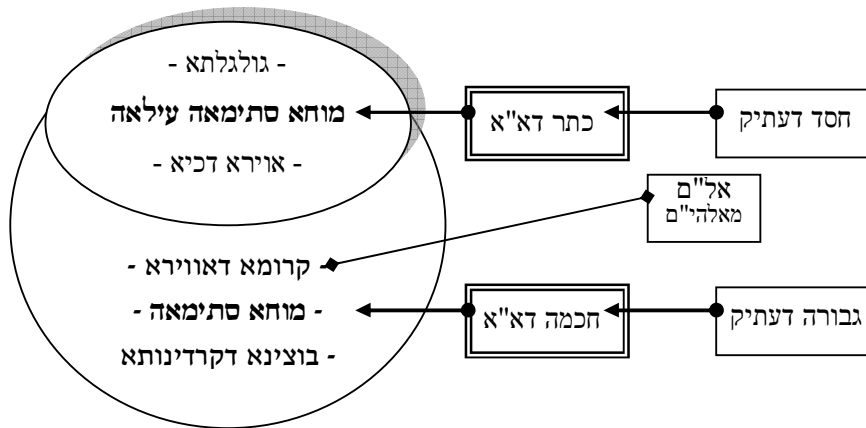 - גולגלתא -
מוחא סתימאה עילאה
- אוירא דכיא -
כתר דא"א
חסד דעתיק
אל"ם
מאלהי"ם
- קרומא דאווירא -
- מוחא סתימאה -
- בוצינא דקרדינותא
חכמה דא"א
גבורה דעתיק